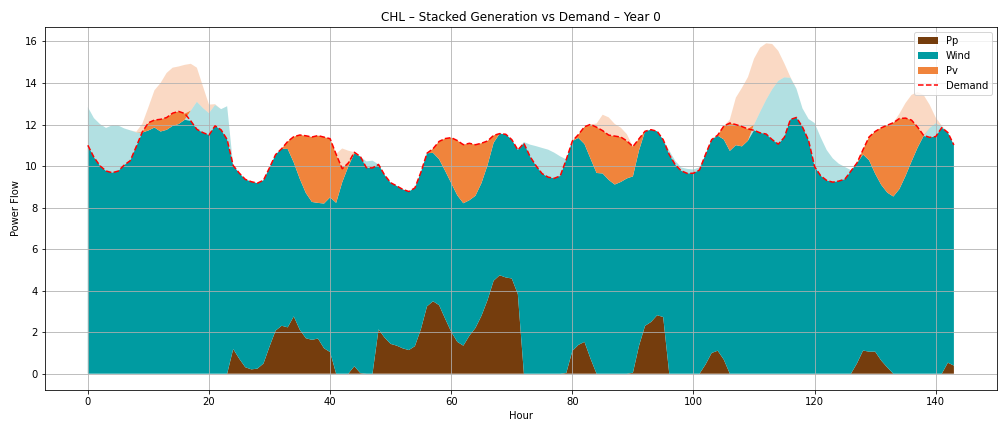 CHL – Stacked Generation vs Demand – Year 0
Pp
Wind
Pv
Demand
Power Flow
16
14
12
10
8
6
4
2
0
0 20 40 60 80 100 120 140
Hour